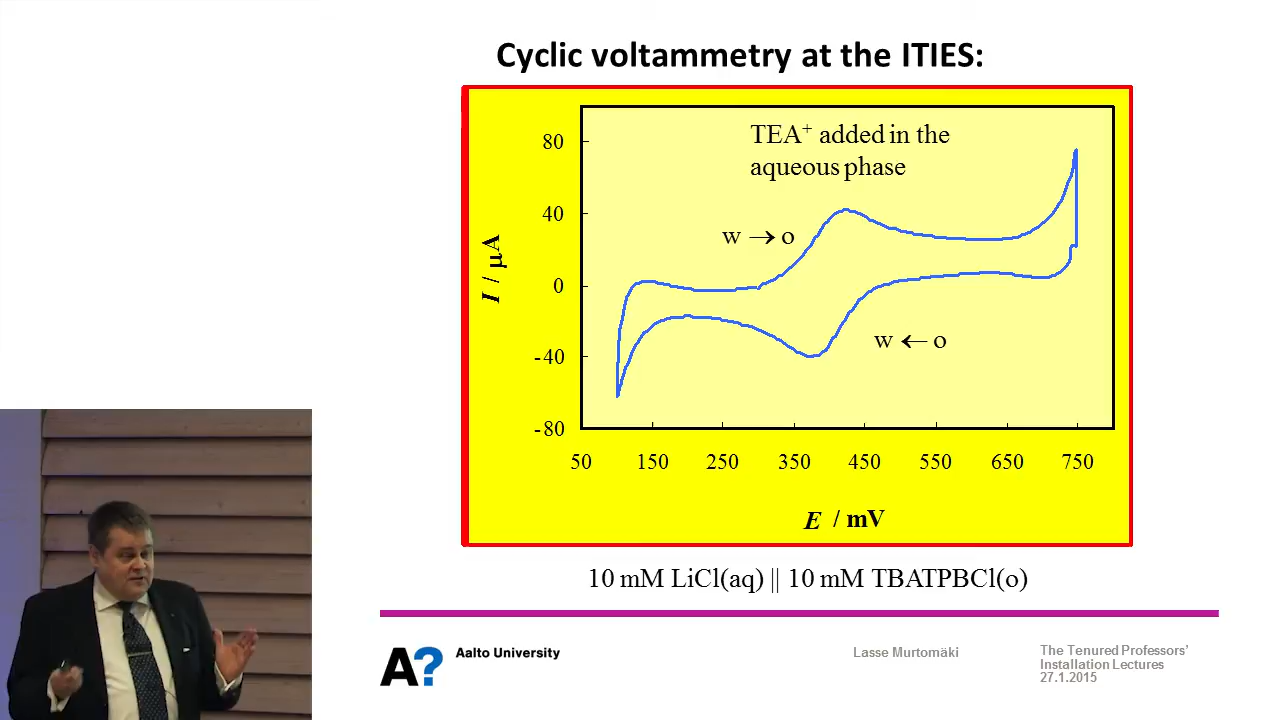 Cyclic voltammetry at the ITIES:
TEA⁺ added in the
aqueous phase
w → o
w ← o
80
40
0
-40
-80
I / µA
50 150 250 350 450 550 650 750
E / mV
10 mM LiCl(aq) || 10 mM TBATPBCl(o)
A?
Aalto University
Lasse Murtomäki
The Tenured Professors'
Installation Lectures
27.1.2015